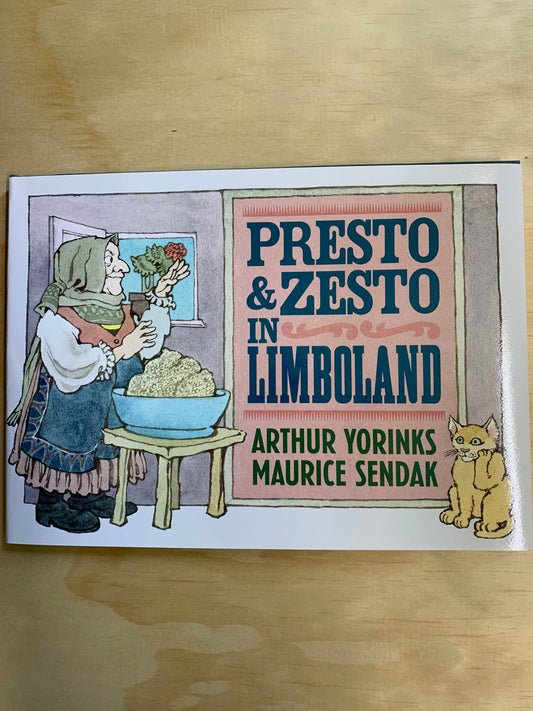 PRESTO
& ZESTO
IN
LIMBOLAND
ARTHUR YORINKS
MAURICE SENDAK